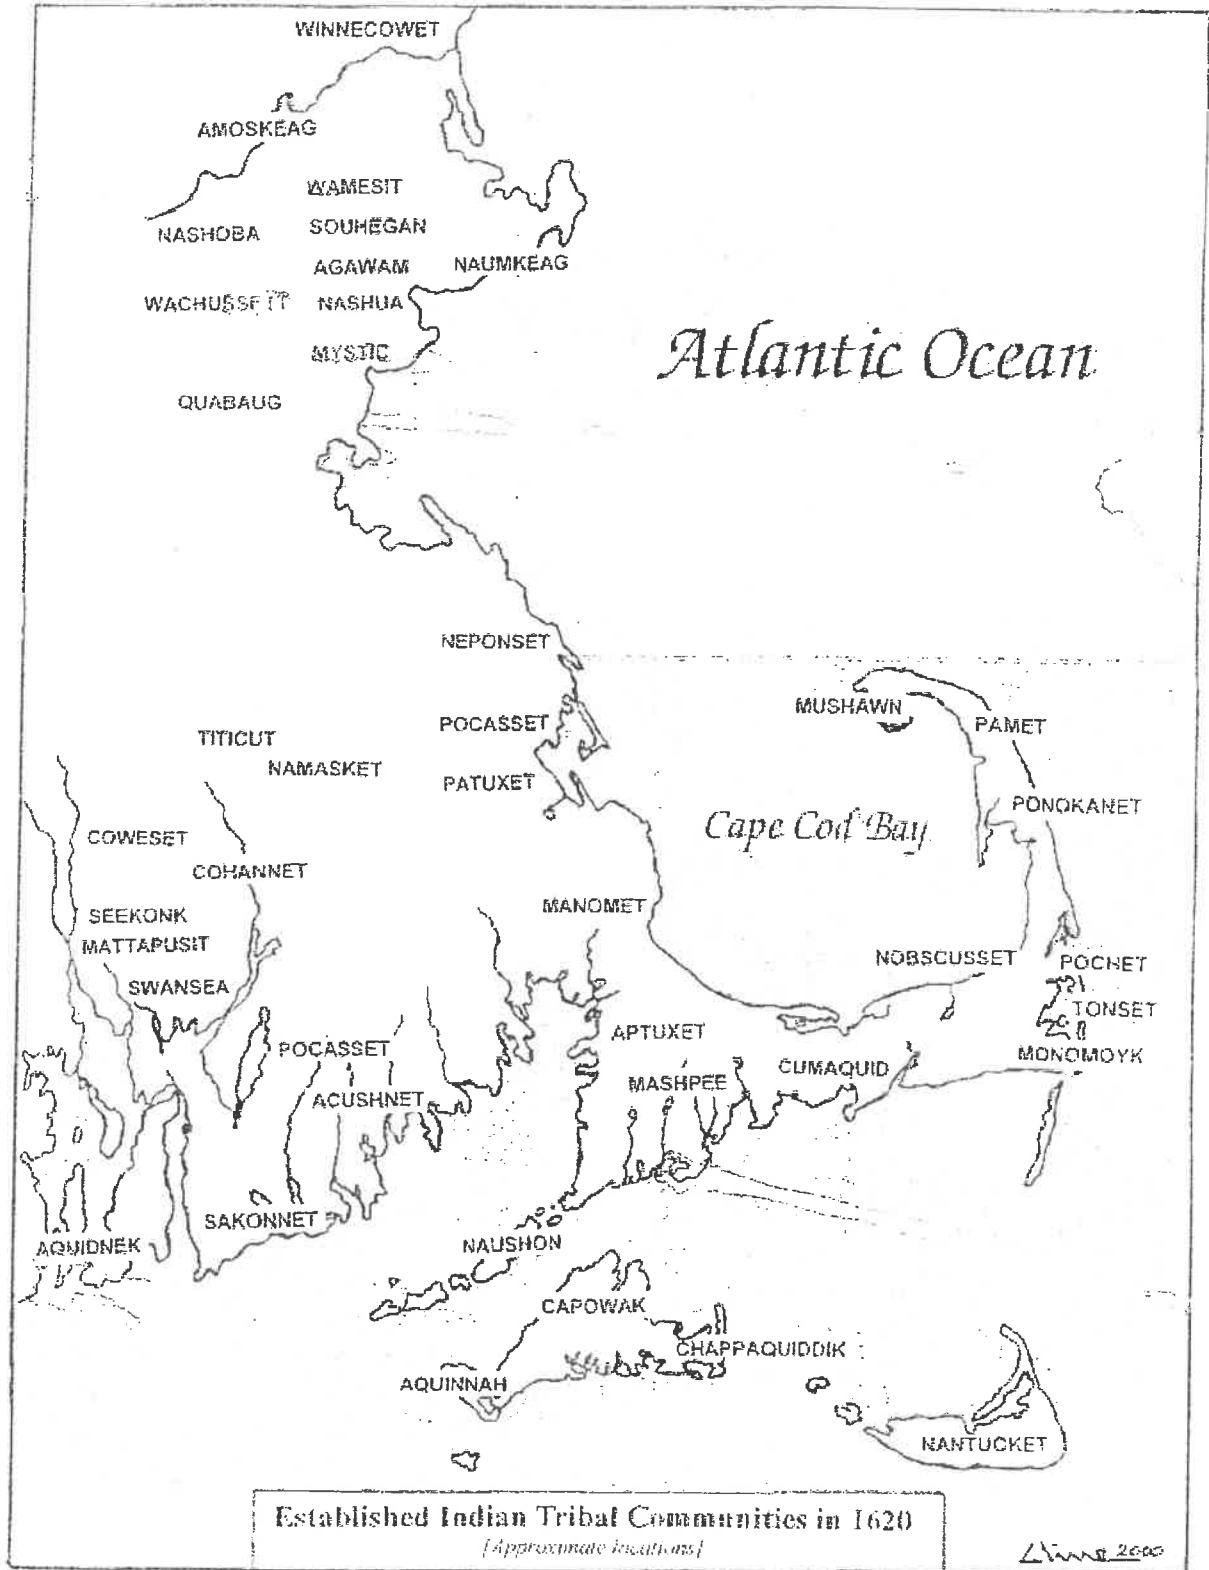 WINNECOWET
AMOSKEAG
WAMESIT
NASHOBA
SOUHEGAN
AGAWAM
NAUMKEAG
WACHUSSETT
NASHUA
Atlantic Ocean
MYSTIC
QUABAUG
NEPONSET
MUSHAWN
POCASSET
PAMET
TITICUT
NAMASKET
PATUXET
PONOKANET
Cape Cod Bay
COWESET
COHANNET
MANOMET
SEEKONK
MATTAPUSIT
NOBSCUSSET
POCHET
SWANSEA
TONSET
APTUXET
POCASSET
MONOMOYK
CUMAQUID
MASHPEE
ACUSHNET
SAKONNET
AQUIDNEK
NAUSHON
CAPOWAK
CHAPPAQUIDDIK
AQUINNAH
NANTUCKET
Established Indian Tribal Communities in 1620
[Approximate locations]
2000